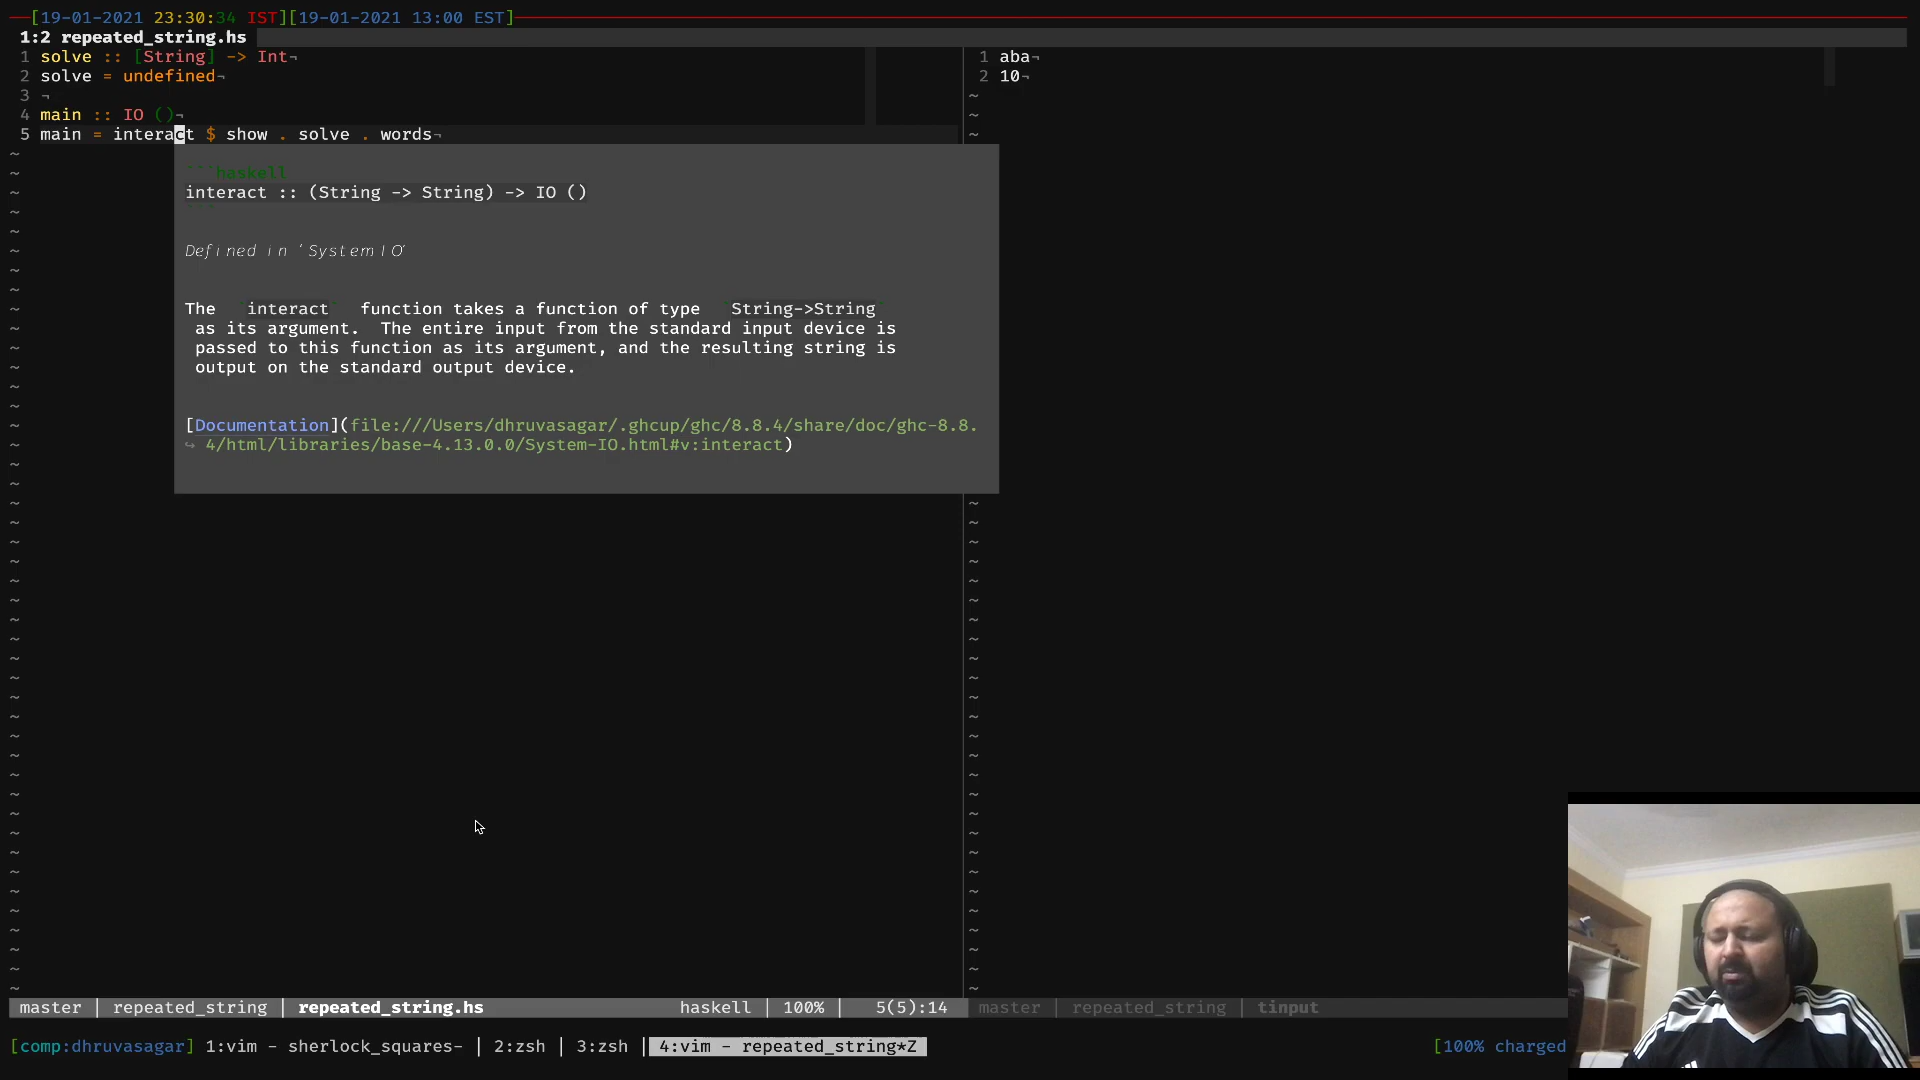 [19-01-2021 23:30:34 IST][19-01-2021 13:00 EST]
1:2 repeated_string.hs
1 solve :: [String] -> Int¬
2 solve = undefined¬
3 ¬
4 main :: IO ()¬
5 main = interact $ show . solve . words¬
```haskell
interact :: (String -> String) -> IO ()
```
Defined in ‘System.IO’
The `interact` function takes a function of type `String->String`
as its argument.  The entire input from the standard input device is
passed to this function as its argument, and the resulting string is
output on the standard output device.
[Documentation](file:///Users/dhruvasagar/.ghcup/ghc/8.8.4/share/doc/ghc-8.8.
↪ 4/html/libraries/base-4.13.0.0/System-IO.html#v:interact)
1 aba¬
2 10¬
master | repeated_string | repeated_string.hs haskell | 100% | 5(5):14
master | repeated_string | tinput
[comp:dhruvasagar] 1:vim - sherlock_squares- | 2:zsh | 3:zsh | 4:vim - repeated_string*Z
[100% charged